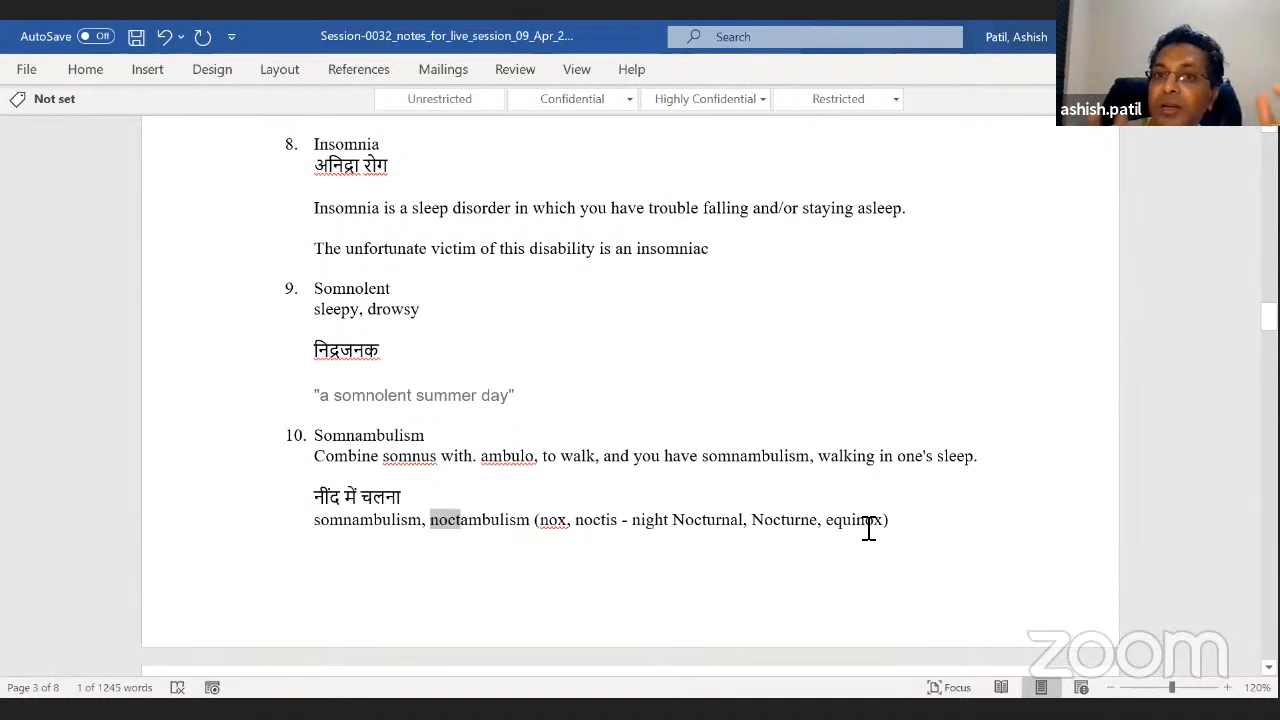 AutoSave Off Session-0032_notes_for_live_session_09_Apr_2... Search Patil, Ashish
File Home Insert Design Layout References Mailings Review View Help
ashish.patil
Not set Unrestricted Confidential Highly Confidential Restricted
8. Insomnia
अनिद्रा रोग
Insomnia is a sleep disorder in which you have trouble falling and/or staying asleep.
The unfortunate victim of this disability is an insomniac
9. Somnolent
sleepy, drowsy
निद्रजनक
"a somnolent summer day"
10. Somnambulism
Combine somnus with. ambulo, to walk, and you have somnambulism, walking in one's sleep.
नींद में चलना
somnambulism, noctambulism (nox, noctis - night Nocturnal, Nocturne, equinox)
zoom
Page 3 of 8 1 of 1245 words Focus 120%